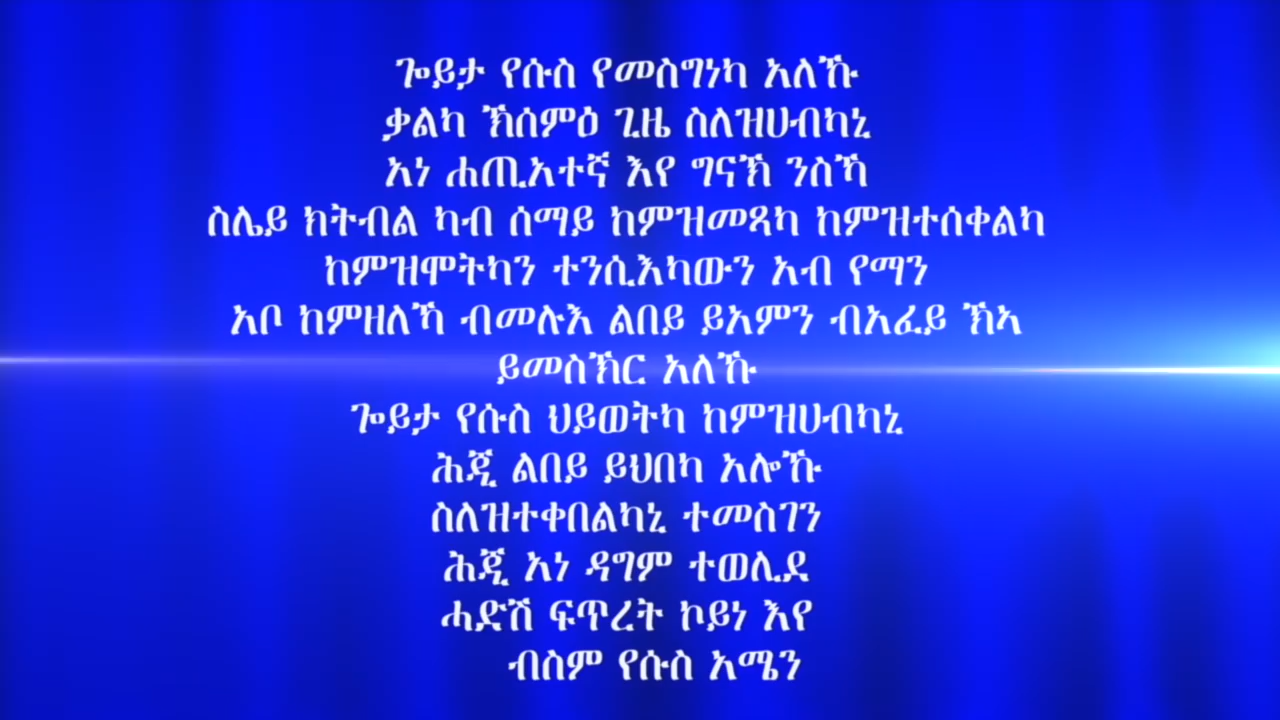 ጐይታ የሱስ የመስግነካ አለኹ
ቃልካ ኽሰምዕ ጊዜ ስለዝሀብካኒ
አነ ሐጢአተኛ እየ ግናኽ ንስኻ
ስሌይ ክትብል ካብ ሰማይ ከምዝመጻካ ከምዝተሰቀልካ
ከምዝሞትካን ተንሲእካውን አብ የማን
አቦ ከምዘለኻ ብመሉእ ልበይ ይአምን ብአፈይ ኽኣ
ይመስኽር አለኹ
ጐይታ የሱስ ህይወትካ ከምዝሀብካኒ
ሕጂ ልበይ ይህበካ አሎኹ
ስለዝተቀበልካኒ ተመስገን
ሕጂ አነ ዳግም ተወሊደ
ሓድሽ ፍጥረት ኮይነ እየ
ብስም የሱስ አሜን